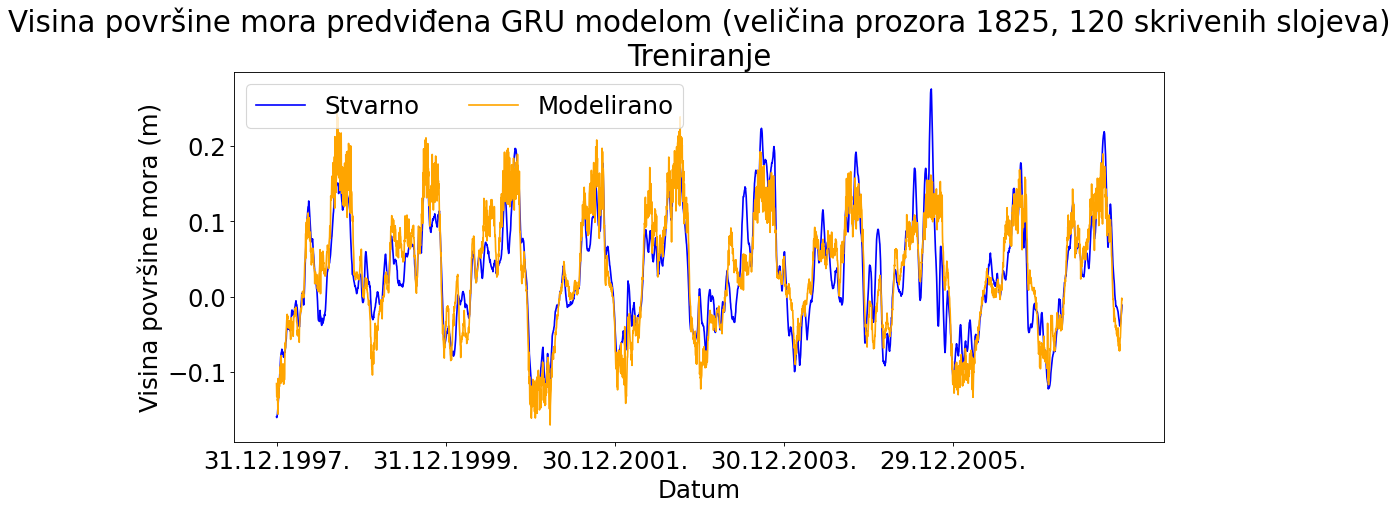 Visina površine mora predviđena GRU modelom (veličina prozora 1825, 120 skrivenih slojeva)
Treniranje
Stvarno
Modelirano
Visina površine mora (m)
0.2
0.1
0.0
−0.1
31.12.1997.
31.12.1999.
30.12.2001.
30.12.2003.
29.12.2005.
Datum